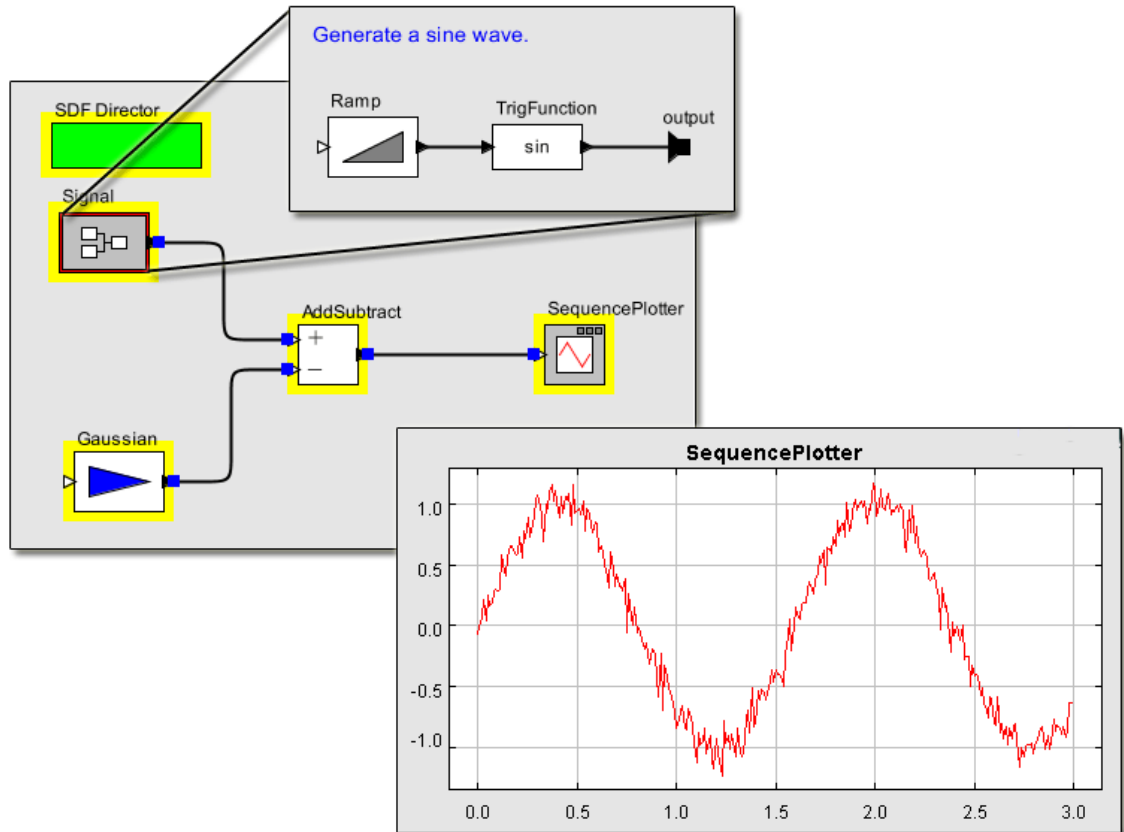 Generate a sine wave.
Ramp
TrigFunction
output
sin
SDF Director
Signal
AddSubtract
+
−
SequencePlotter
Gaussian
SequencePlotter
1.0
0.5
0.0
-0.5
-1.0
0.0 0.5 1.0 1.5 2.0 2.5 3.0